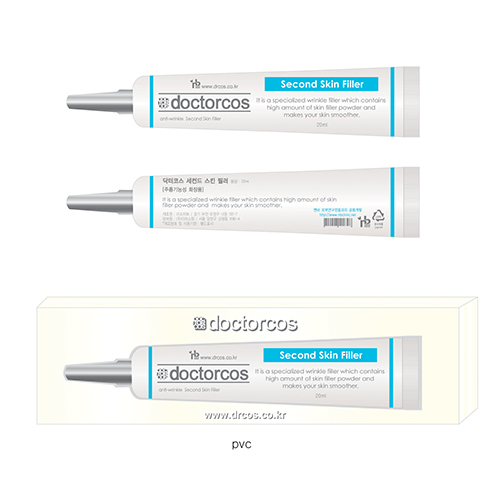 www.drcos.co.kr
Second Skin Filler
doctorcos
It is a specialized wrinkle filler which contains
high amount of skin filler powder and
makes your skin smoother.
anti-wrinkle. Second Skin Filler
20ml
닥터코스 세컨드 스킨 필러
[주름기능성 화장품]
It is a specialized wrinkle filler which contains high amount of skin
filler powder and makes your skin smoother.
doctorcos
www.drcos.co.kr
Second Skin Filler
doctorcos
It is a specialized wrinkle filler which contains
high amount of skin filler powder and
makes your skin smoother.
anti-wrinkle. Second Skin Filler
20ml
www.drcos.co.kr
pvc